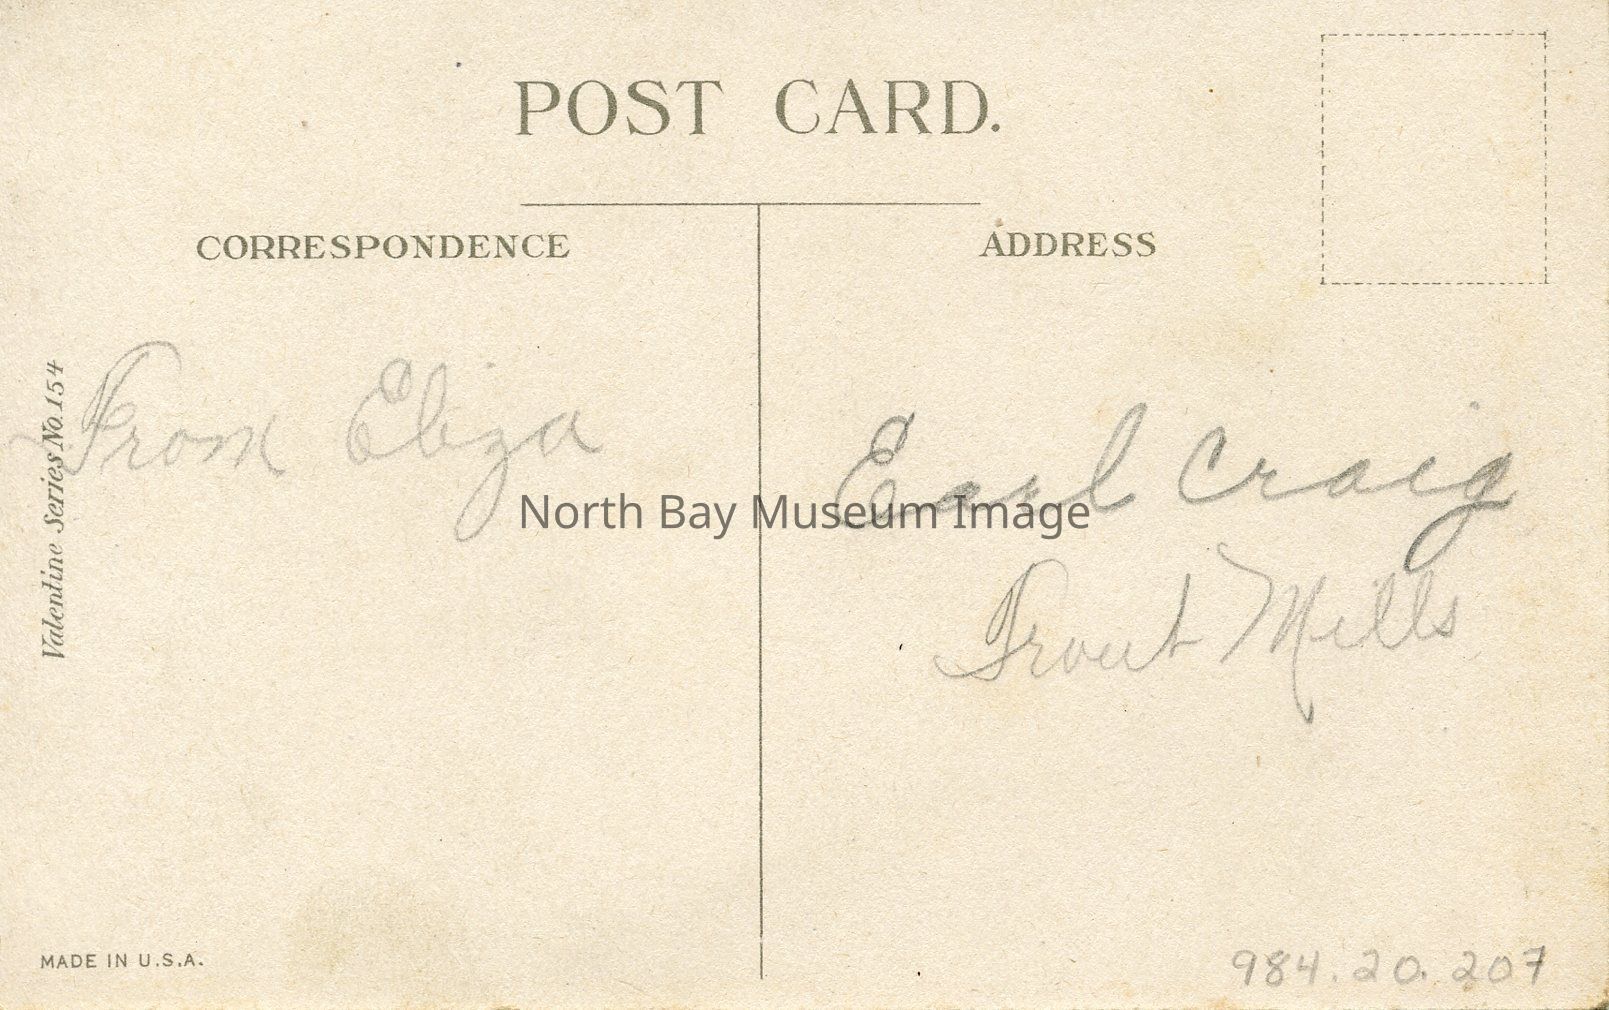 POST CARD.
CORRESPONDENCE
ADDRESS
Valentine Series No. 154
From Eliza
Earl Craig
North Bay Museum Image
Trout Mills
MADE IN U.S.A.
984.20.207